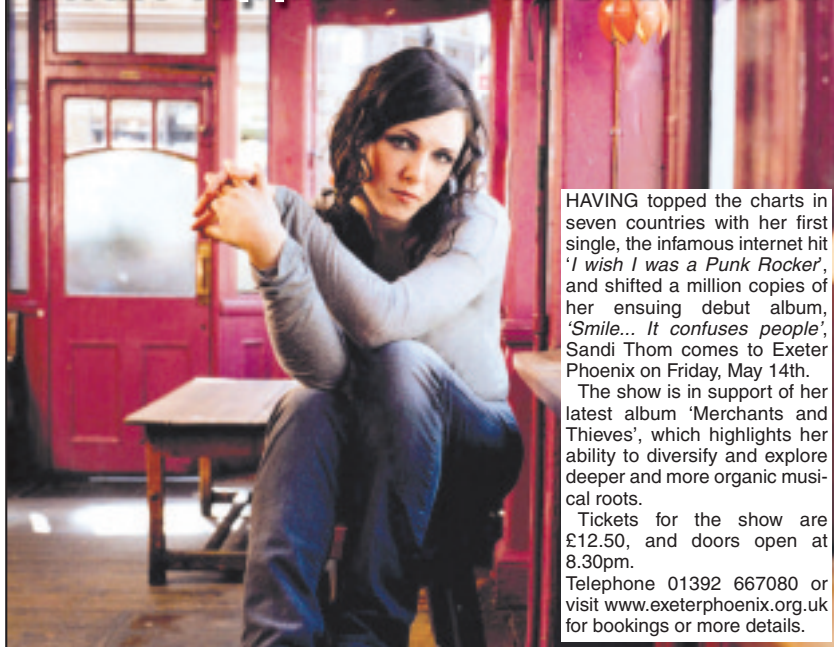 HAVING topped the charts in
seven countries with her first
single, the infamous internet hit
‘I wish I was a Punk Rocker’,
and shifted a million copies of
her ensuing debut album,
‘Smile... It confuses people’,
Sandi Thom comes to Exeter
Phoenix on Friday, May 14th.
The show is in support of her
latest album ‘Merchants and
Thieves’, which highlights her
ability to diversify and explore
deeper and more organic musi-
cal roots.
Tickets for the show are
£12.50, and doors open at
8.30pm.
Telephone 01392 667080 or
visit www.exeterphoenix.org.uk
for bookings or more details.